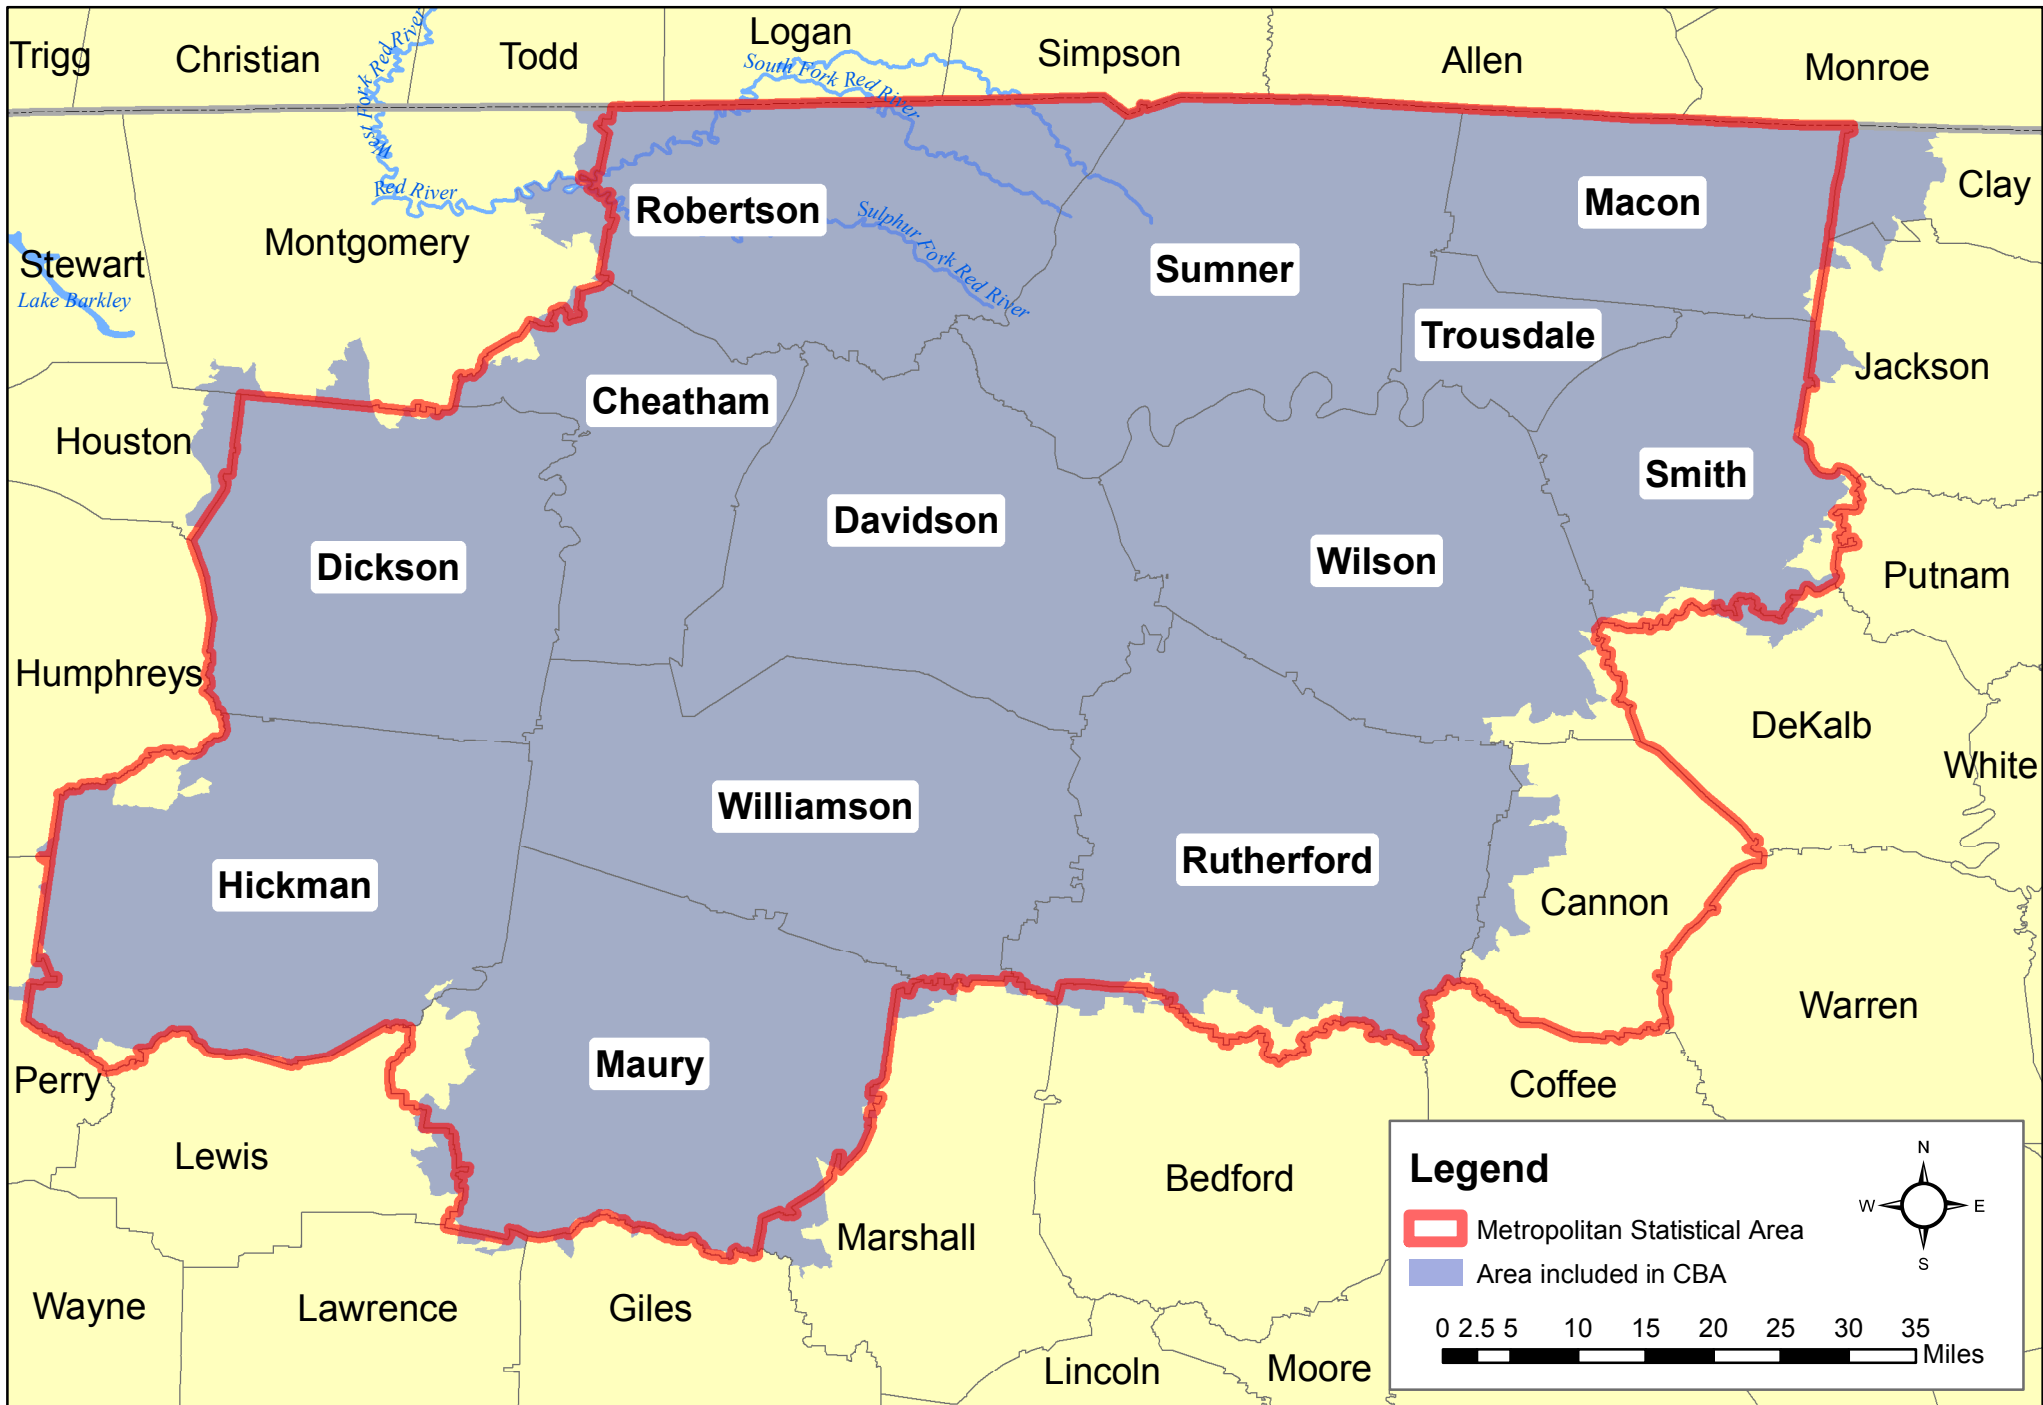 Trigg
Christian
Todd
Logan
Simpson
Allen
Monroe
West Fork Red River
South Fork Red River
Red River
Robertson
Sulphur Fork Red River
Macon
Clay
Montgomery
Stewart
Lake Barkley
Sumner
Trousdale
Jackson
Cheatham
Houston
Smith
Davidson
Dickson
Wilson
Putnam
Humphreys
DeKalb
White
Williamson
Rutherford
Hickman
Cannon
Warren
Maury
Perry
Coffee
Lewis
Bedford
Marshall
Wayne
Lawrence
Giles
Lincoln
Moore
Legend
Metropolitan Statistical Area
Area included in CBA
N
W
E
S
0 2.5 5 10 15 20 25 30 35
Miles